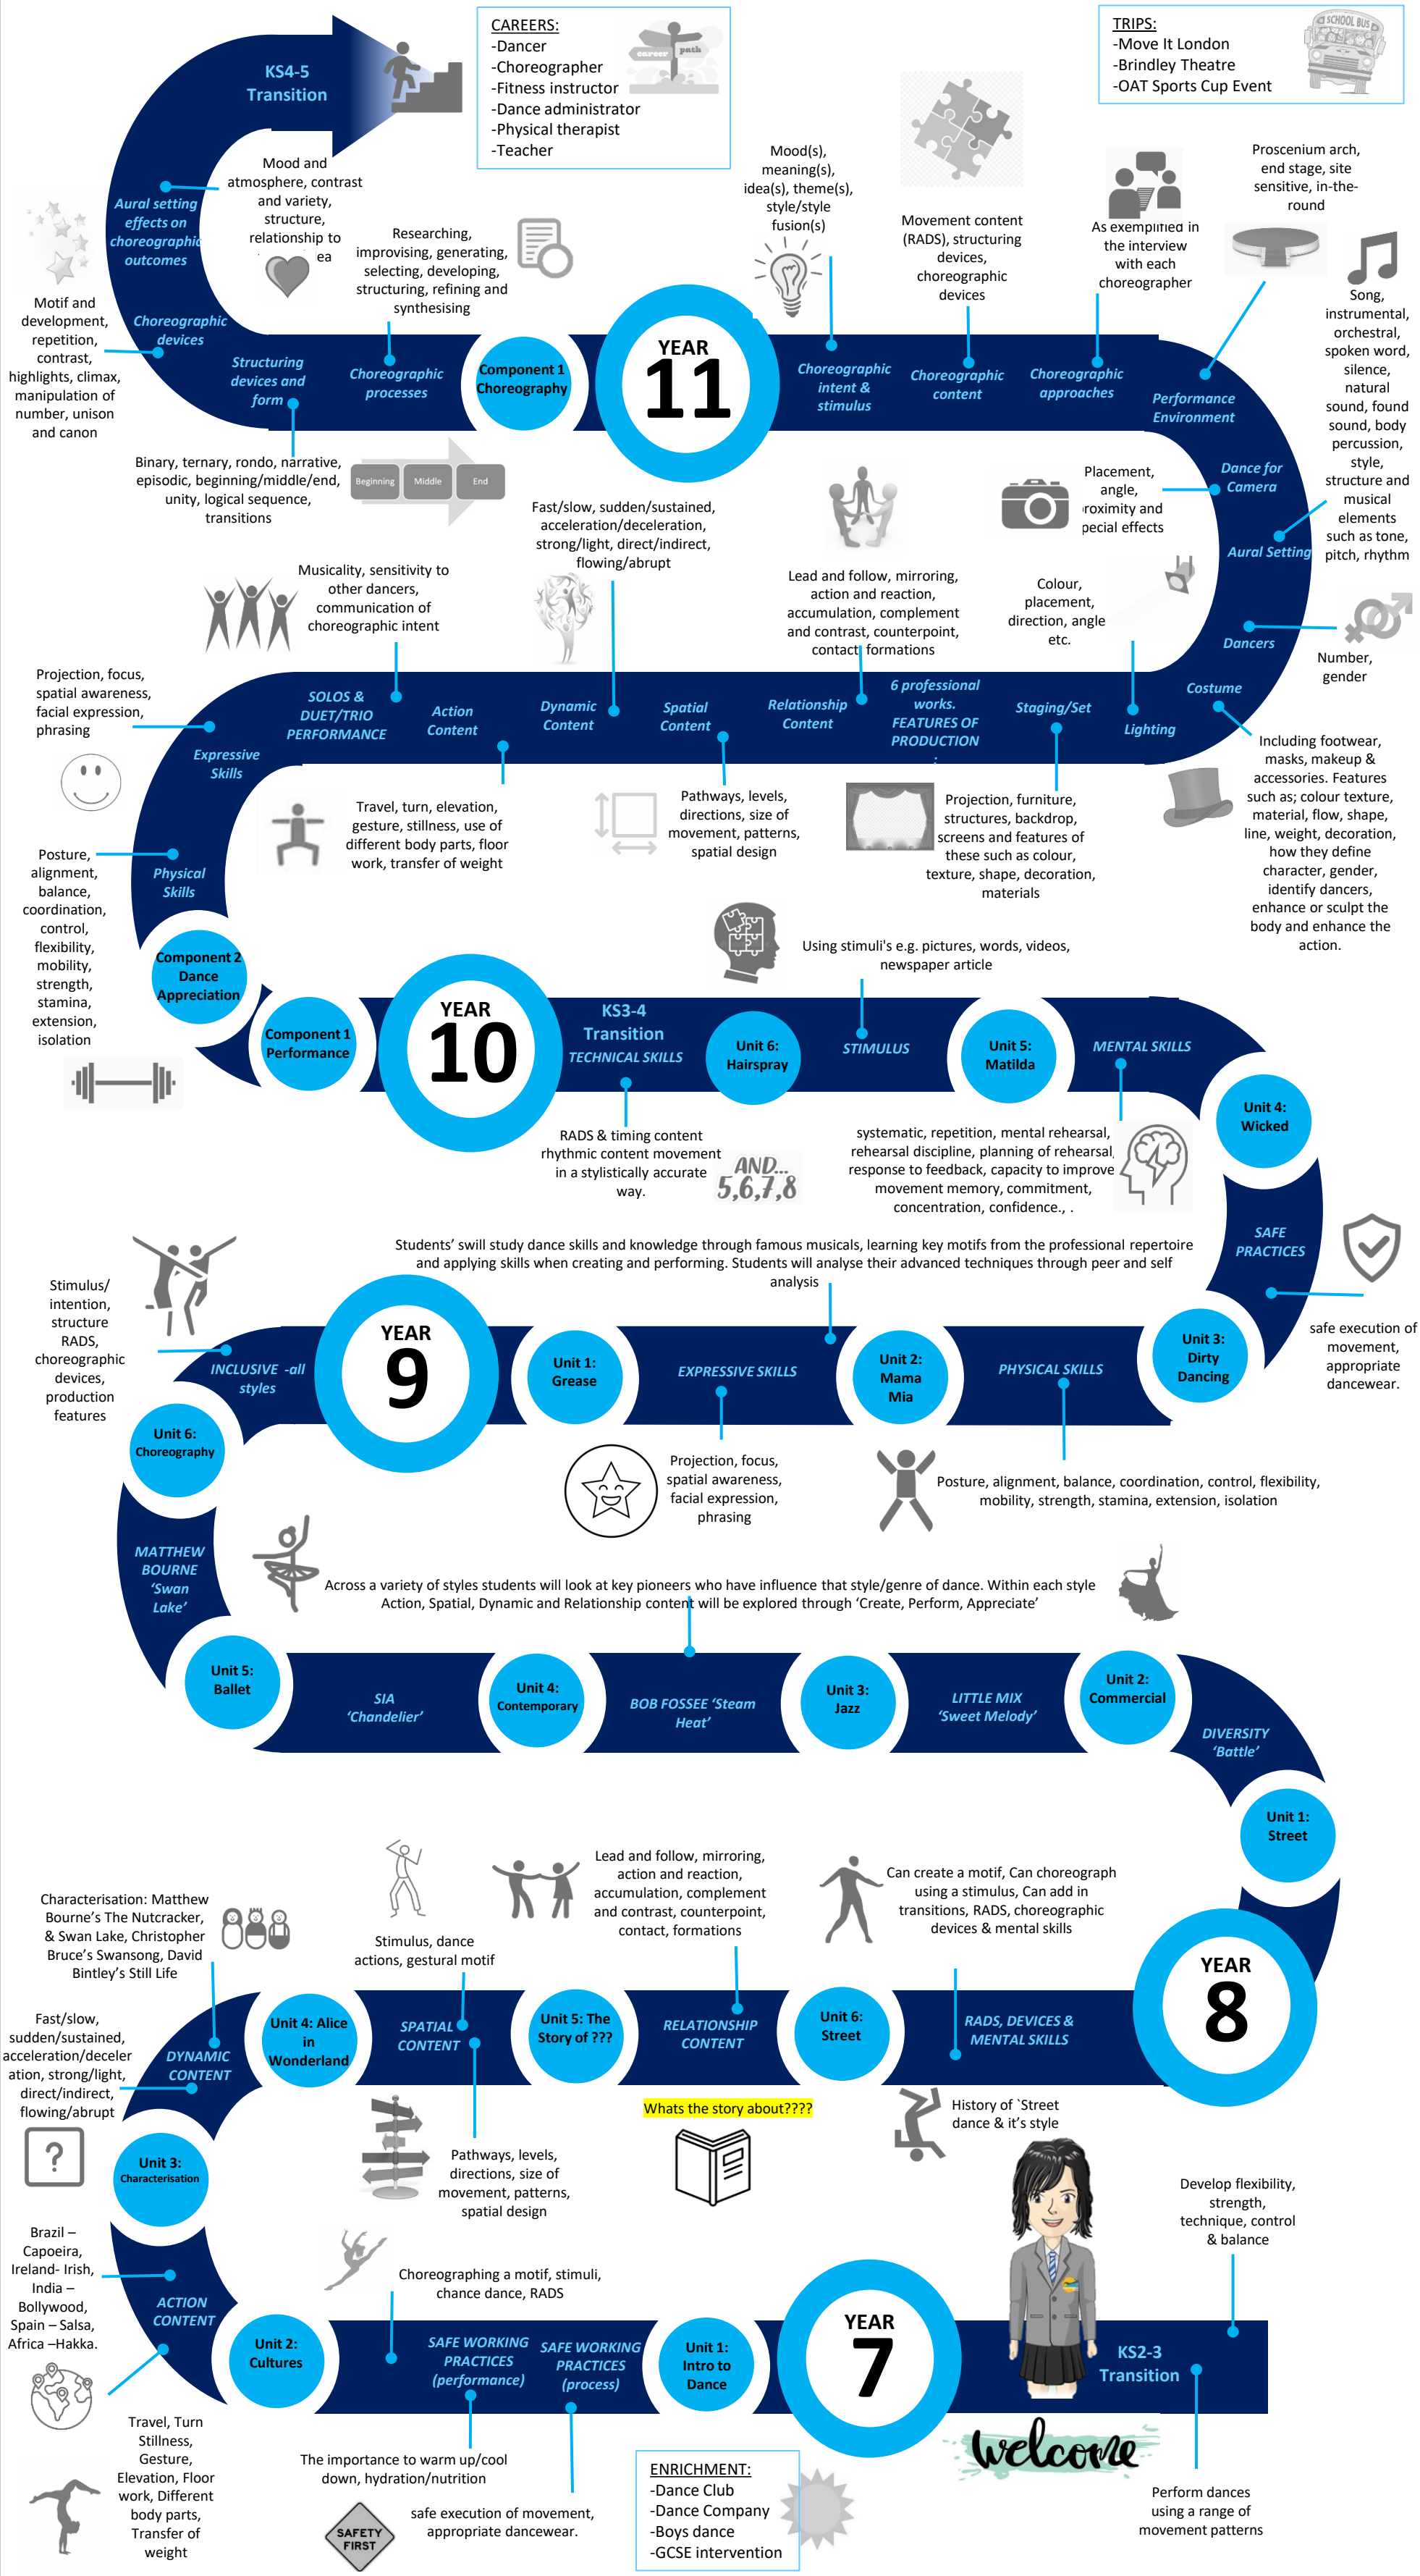 CAREERS:
-Dancer
-Choreographer
-Fitness instructor
-Dance administrator
-Physical therapist
-Teacher
career
path
TRIPS:
-Move It London
-Brindley Theatre
-OAT Sports Cup Event
SCHOOL BUS
KS4-5
Transition
Mood and
atmosphere, contrast
and variety,
structure,
relationship to
ea
Aural setting
effects on
choreographic
outcomes
Researching,
improvising, generating,
selecting, developing,
structuring, refining and
synthesising
Mood(s),
meaning(s),
idea(s), theme(s),
style/style
fusion(s)
Movement content
(RADS), structuring
devices,
choreographic
devices
As exemplified in
the interview
with each
choreographer
Proscenium arch,
end stage, site
sensitive, in-the-
round
Song,
instrumental,
orchestral,
spoken word,
silence,
natural
sound, found
sound, body
percussion,
style,
structure and
musical
elements
such as tone,
pitch, rhythm
Motif and
development,
repetition,
contrast,
highlights, climax,
manipulation of
number, unison
and canon
Choreographic
devices
Structuring
devices and
form
Choreographic
processes
Component 1
Choreography
YEAR
11
Choreographic
intent &
stimulus
Choreographic
content
Choreographic
approaches
Performance
Environment
Binary, ternary, rondo, narrative,
episodic, beginning/middle/end,
unity, logical sequence,
transitions
Beginning
Middle
End
Dance for
Camera
Placement,
angle,
roximity and
pecial effects
Aural Setting
Fast/slow, sudden/sustained,
acceleration/deceleration,
strong/light, direct/indirect,
flowing/abrupt
Musicality, sensitivity to
other dancers,
communication of
choreographic intent
Lead and follow, mirroring,
action and reaction,
accumulation, complement
and contrast, counterpoint,
contact, formations
Colour,
placement,
direction, angle
etc.
Dancers
Number,
gender
Projection, focus,
spatial awareness,
facial expression,
phrasing
Expressive
Skills
SOLOS &
DUET/TRIO
PERFORMANCE
Action
Content
Dynamic
Content
Spatial
Content
Relationship
Content
6 professional
works.
FEATURES OF
PRODUCTION
:
Staging/Set
Lighting
Costume
Including footwear,
masks, makeup &
accessories. Features
such as; colour texture,
material, flow, shape,
line, weight, decoration,
how they define
character, gender,
identify dancers,
enhance or sculpt the
body and enhance the
action.
Travel, turn, elevation,
gesture, stillness, use of
different body parts, floor
work, transfer of weight
Pathways, levels,
directions, size of
movement, patterns,
spatial design
Projection, furniture,
structures, backdrop,
screens and features of
these such as colour,
texture, shape, decoration,
materials
Posture,
alignment,
balance,
coordination,
control,
flexibility,
mobility,
strength,
stamina,
extension,
isolation
Physical
Skills
Component 2
Dance
Appreciation
Component 1
Performance
YEAR
10
KS3-4
Transition
TECHNICAL SKILLS
Unit 6:
Hairspray
Using stimuli's e.g. pictures, words, videos,
newspaper article
STIMULUS
Unit 5:
Matilda
MENTAL SKILLS
Unit 4:
Wicked
RADS & timing content
rhythmic content movement
in a stylistically accurate
way.
AND...
5,6,7,8
systematic, repetition, mental rehearsal,
rehearsal discipline, planning of rehearsal,
response to feedback, capacity to improve
movement memory, commitment,
concentration, confidence., .
SAFE
PRACTICES
safe execution of
movement,
appropriate
dancewear.
Students’ swill study dance skills and knowledge through famous musicals, learning key motifs from the professional repertoire
and applying skills when creating and performing. Students will analyse their advanced techniques through peer and self
analysis
Stimulus/
intention,
structure
RADS,
choreographic
devices,
production
features
INCLUSIVE -all
styles
YEAR
9
Unit 1:
Grease
EXPRESSIVE SKILLS
Unit 2:
Mama
Mia
PHYSICAL SKILLS
Unit 3:
Dirty
Dancing
Unit 6:
Choreography
Projection, focus,
spatial awareness,
facial expression,
phrasing
Posture, alignment, balance, coordination, control, flexibility,
mobility, strength, stamina, extension, isolation
MATTHEW
BOURNE
‘Swan
Lake’
Across a variety of styles students will look at key pioneers who have influence that style/genre of dance. Within each style
Action, Spatial, Dynamic and Relationship content will be explored through ‘Create, Perform, Appreciate’
Unit 5:
Ballet
SIA
‘Chandelier’
Unit 4:
Contemporary
BOB FOSSEE ‘Steam
Heat’
Unit 3:
Jazz
LITTLE MIX
‘Sweet Melody’
Unit 2:
Commercial
DIVERSITY
‘Battle’
Unit 1:
Street
Characterisation: Matthew
Bourne’s The Nutcracker,
& Swan Lake, Christopher
Bruce’s Swansong, David
Bintley’s Still Life
Stimulus, dance
actions, gestural motif
Lead and follow, mirroring,
action and reaction,
accumulation, complement
and contrast, counterpoint,
contact, formations
Can create a motif, Can choreograph
using a stimulus, Can add in
transitions, RADS, choreographic
devices & mental skills
YEAR
8
Fast/slow,
sudden/sustained,
acceleration/deceler
ation, strong/light,
direct/indirect,
flowing/abrupt
DYNAMIC
CONTENT
Unit 4: Alice
in
Wonderland
SPATIAL
CONTENT
Unit 5: The
Story of ???
RELATIONSHIP
CONTENT
Unit 6:
Street
RADS, DEVICES &
MENTAL SKILLS
?
Unit 3:
Characterisation
Pathways, levels,
directions, size of
movement, patterns,
spatial design
Whats the story about????
History of `Street
dance & it’s style
Develop flexibility,
strength,
technique, control
& balance
Brazil –
Capoeira,
Ireland- Irish,
India –
Bollywood,
Spain – Salsa,
Africa –Hakka.
ACTION
CONTENT
Unit 2:
Cultures
Choreographing a motif, stimuli,
chance dance, RADS
SAFE WORKING
PRACTICES
(performance)
SAFE WORKING
PRACTICES
(process)
Unit 1:
Intro to
Dance
YEAR
7
KS2-3
Transition
welcome
Travel, Turn
Stillness,
Gesture,
Elevation, Floor
work, Different
body parts,
Transfer of
weight
The importance to warm up/cool
down, hydration/nutrition
SAFETY
FIRST
safe execution of movement,
appropriate dancewear.
ENRICHMENT:
-Dance Club
-Dance Company
-Boys dance
-GCSE intervention
Perform dances
using a range of
movement patterns